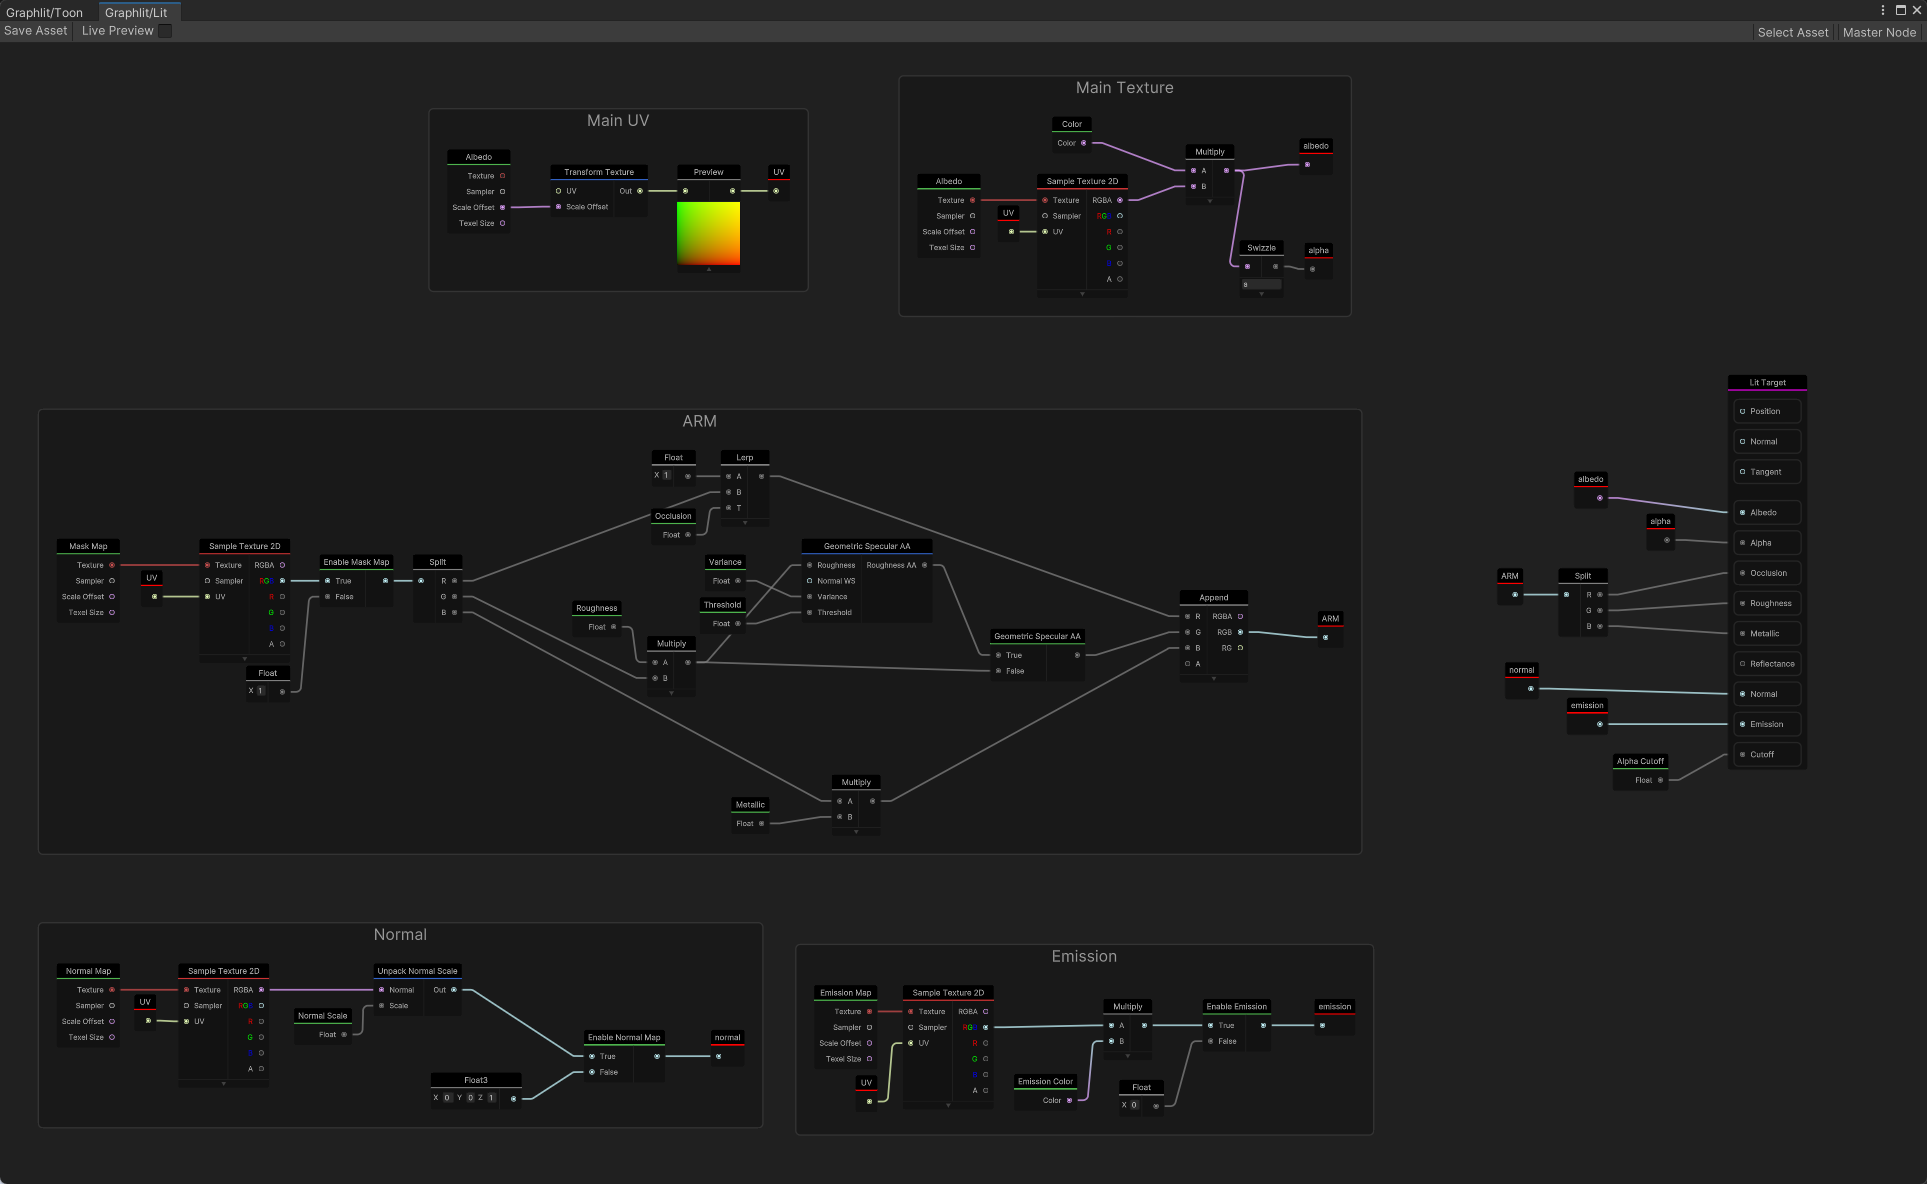 Graphlit/Toon
Graphlit/Lit
Save Asset
Live Preview
Select Asset
Master Node
Main UV
Albedo
Texture
Sampler
Scale Offset
Texel Size
Transform Texture
UV Out
Scale Offset
Preview
UV
Main Texture
Color
Color
Albedo
Texture
Sampler
Scale Offset
Texel Size
UV
Sample Texture 2D
Texture RGBA
Sampler RGB
UV R
G
B
A
Multiply
A
B
albedo
Swizzle
a
alpha
ARM
Mask Map
Texture
Sampler
Scale Offset
Texel Size
UV
Sample Texture 2D
Texture RGBA
Sampler RGB
UV R
G
B
A
Float
X 1
Enable Mask Map
True
False
Split
R
G
B
Float
X 1
Lerp
A
B
T
Occlusion
Float
Roughness
Float
Multiply
A
B
Variance
Float
Threshold
Float
Geometric Specular AA
Roughness Roughness AA
Normal WS
Variance
Threshold
Geometric Specular AA
True
False
Metallic
Float
Multiply
A
B
Append
R RGBA
G RGB
B RG
A
ARM
Lit Target
Position
Normal
Tangent
Albedo
Alpha
Occlusion
Roughness
Metallic
Reflectance
Normal
Emission
Cutoff
albedo
alpha
ARM
Split
R
G
B
normal
emission
Alpha Cutoff
Float
Normal
Normal Map
Texture
Sampler
Scale Offset
Texel Size
UV
Sample Texture 2D
Texture RGBA
Sampler RGB
UV R
G
B
A
Normal Scale
Float
Unpack Normal Scale
Normal Out
Scale
Float3
X 0 Y 0 Z 1
Enable Normal Map
True
False
normal
Emission
Emission Map
Texture
Sampler
Scale Offset
Texel Size
UV
Sample Texture 2D
Texture RGBA
Sampler RGB
UV R
G
B
A
Emission Color
Color
Multiply
A
B
Float
X 0
Enable Emission
True
False
emission